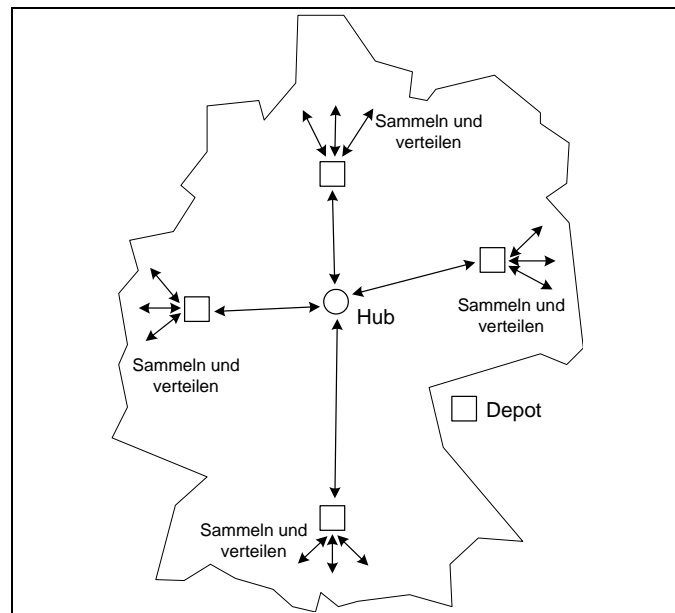 Sammeln und
verteilen
Sammeln und
verteilen
Hub
Sammeln und
verteilen
Depot
Sammeln und
verteilen